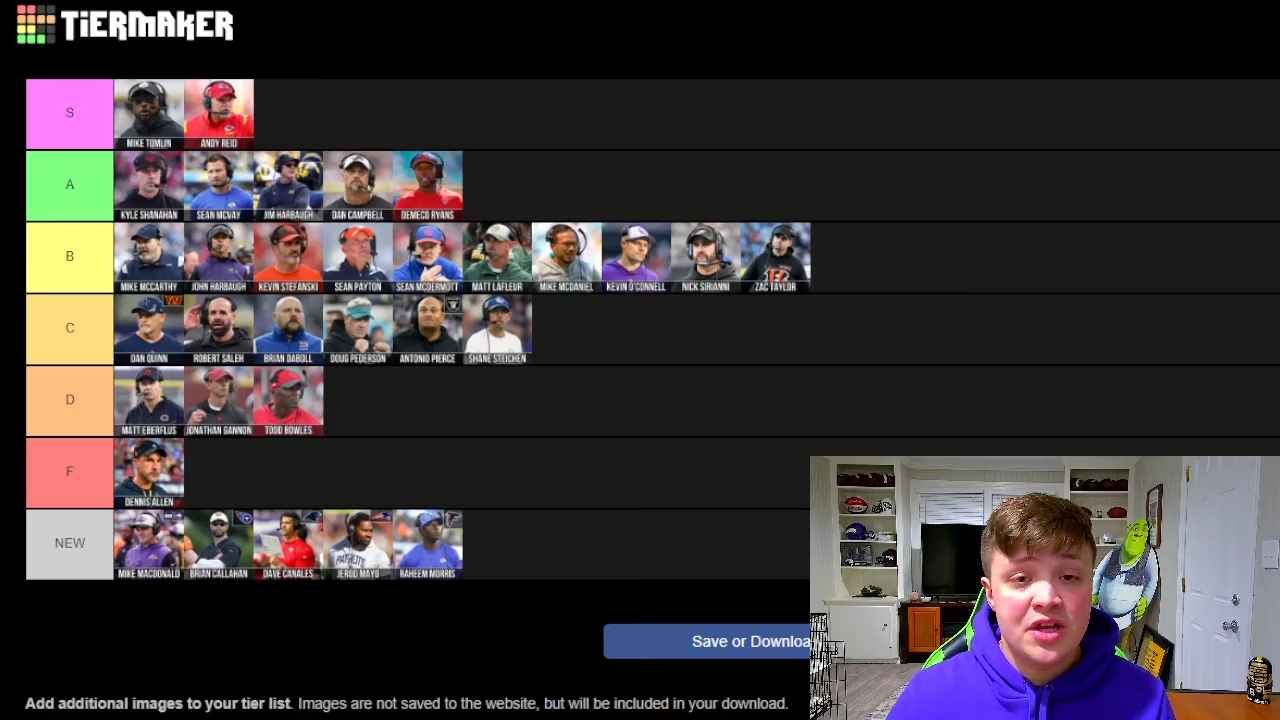 TIERMAKER
S
MIKE TOMLIN ANDY REID
A
KYLE SHANAHAN SEAN MCVAY JIM HARBAUGH DAN CAMPBELL DEMECO RYANS
B
MIKE MCCARTHY JOHN HARBAUGH KEVIN STEFANSKI SEAN PAYTON SEAN MCDERMOTT MATT LAFLEUR MIKE MCDANIEL KEVIN O'CONNELL NICK SIRIANNI ZAC TAYLOR
C
DAN QUINN ROBERT SALEH BRIAN DABOLL DOUG PEDERSON ANTONIO PIERCE SHANE STEICHEN
D
MATT EBERFLUS JONATHAN GANNON TODD BOWLES
F
DENNIS ALLEN
NEW
PATRIOTS
MIKE MACDONALD BRIAN CALLAHAN DAVE CANALES JEROD MAYO RAHEEM MORRIS
Save or Downloa
Add additional images to your tier list. Images are not saved to the website, but will be included in your download.